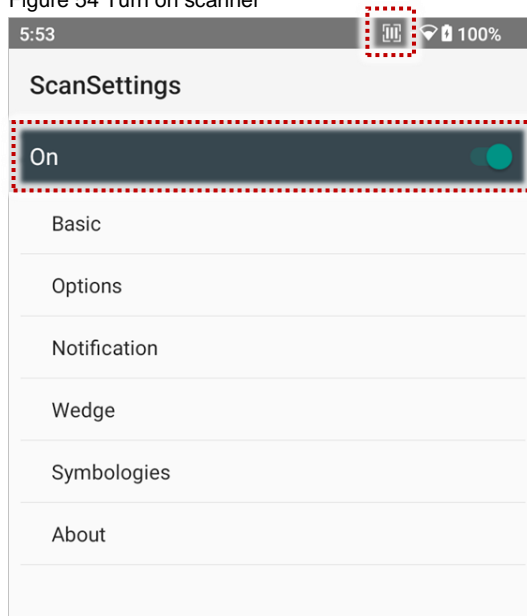 Figure 54 Turn on scanner
5:53 100%
ScanSettings
On
Basic
Options
Notification
Wedge
Symbologies
About